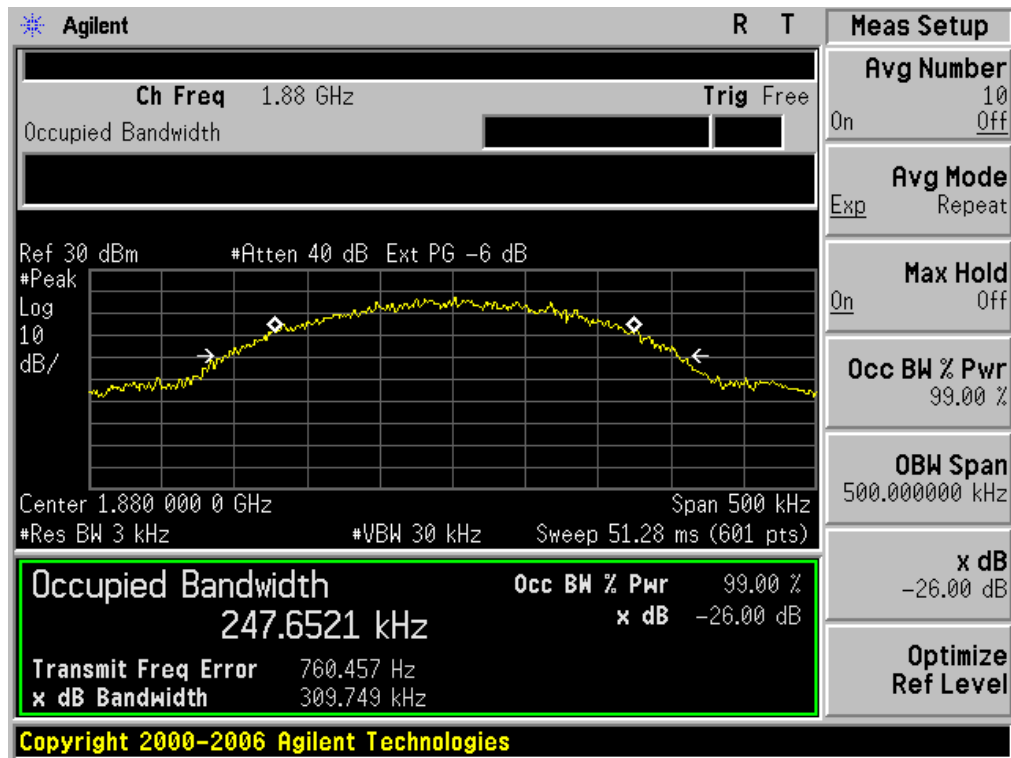 Agilent R T
Ch Freq 1.88 GHz Trig Free
Occupied Bandwidth
Ref 30 dBm #Atten 40 dB Ext PG -6 dB
#Peak
Log
10
dB/
Center 1.880 000 0 GHz Span 500 kHz
#Res BW 3 kHz #VBW 30 kHz Sweep 51.28 ms (601 pts)
Occupied Bandwidth Occ BW % Pwr 99.00 %
247.6521 kHz x dB -26.00 dB
Transmit Freq Error 760.457 Hz
x dB Bandwidth 309.749 kHz
Copyright 2000-2006 Agilent Technologies
Meas Setup
Avg Number
10
On Off
Avg Mode
Exp Repeat
Max Hold
On Off
Occ BW % Pwr
99.00 %
OBW Span
500.000000 kHz
x dB
-26.00 dB
Optimize
Ref Level